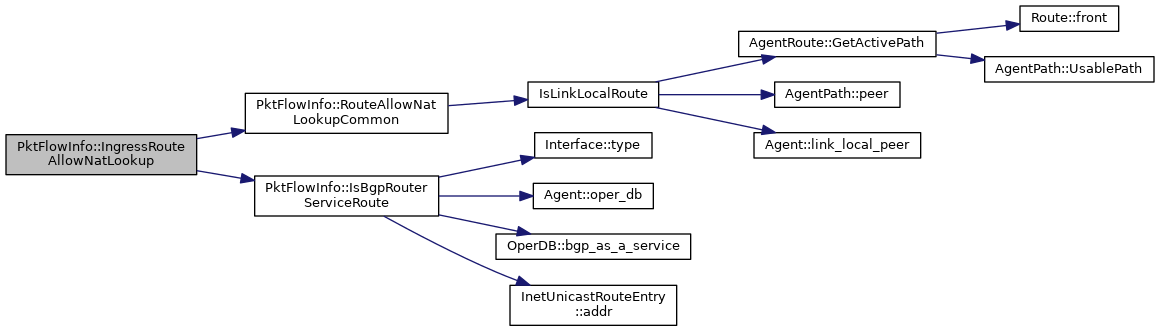 PktFlowInfo::IngressRoute
AllowNatLookup
PktFlowInfo::RouteAllowNat
LookupCommon
IsLinkLocalRoute
AgentRoute::GetActivePath
Route::front
AgentPath::UsablePath
AgentPath::peer
Agent::link_local_peer
PktFlowInfo::IsBgpRouter
ServiceRoute
Interface::type
Agent::oper_db
OperDB::bgp_as_a_service
InetUnicastRouteEntry
::addr